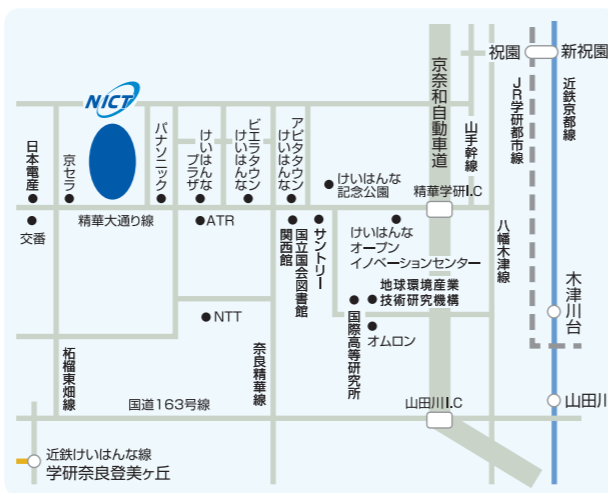 祝園
新祝園
京奈和自動車道
山手幹線
JR学研都市線
近鉄京都線
NICT
日本電産
京セラ
パナソニック
けいはんな
プラザ
ビエラタウン
けいはんな
アピタタウン
けいはんな
けいはんな
記念公園
精華学研I.C
交番
精華大通り線
ATR
国立国会図書館
関西館
サントリー
けいはんな
オープン
イノベーションセンター
八幡木津線
地球環境産業
技術研究機構
国際高等研究所
オムロン
木津川台
NTT
柘榴東畑線
奈良精華線
国道163号線
山田川I.C
山田川
近鉄けいはんな線
学研奈良登美ヶ丘